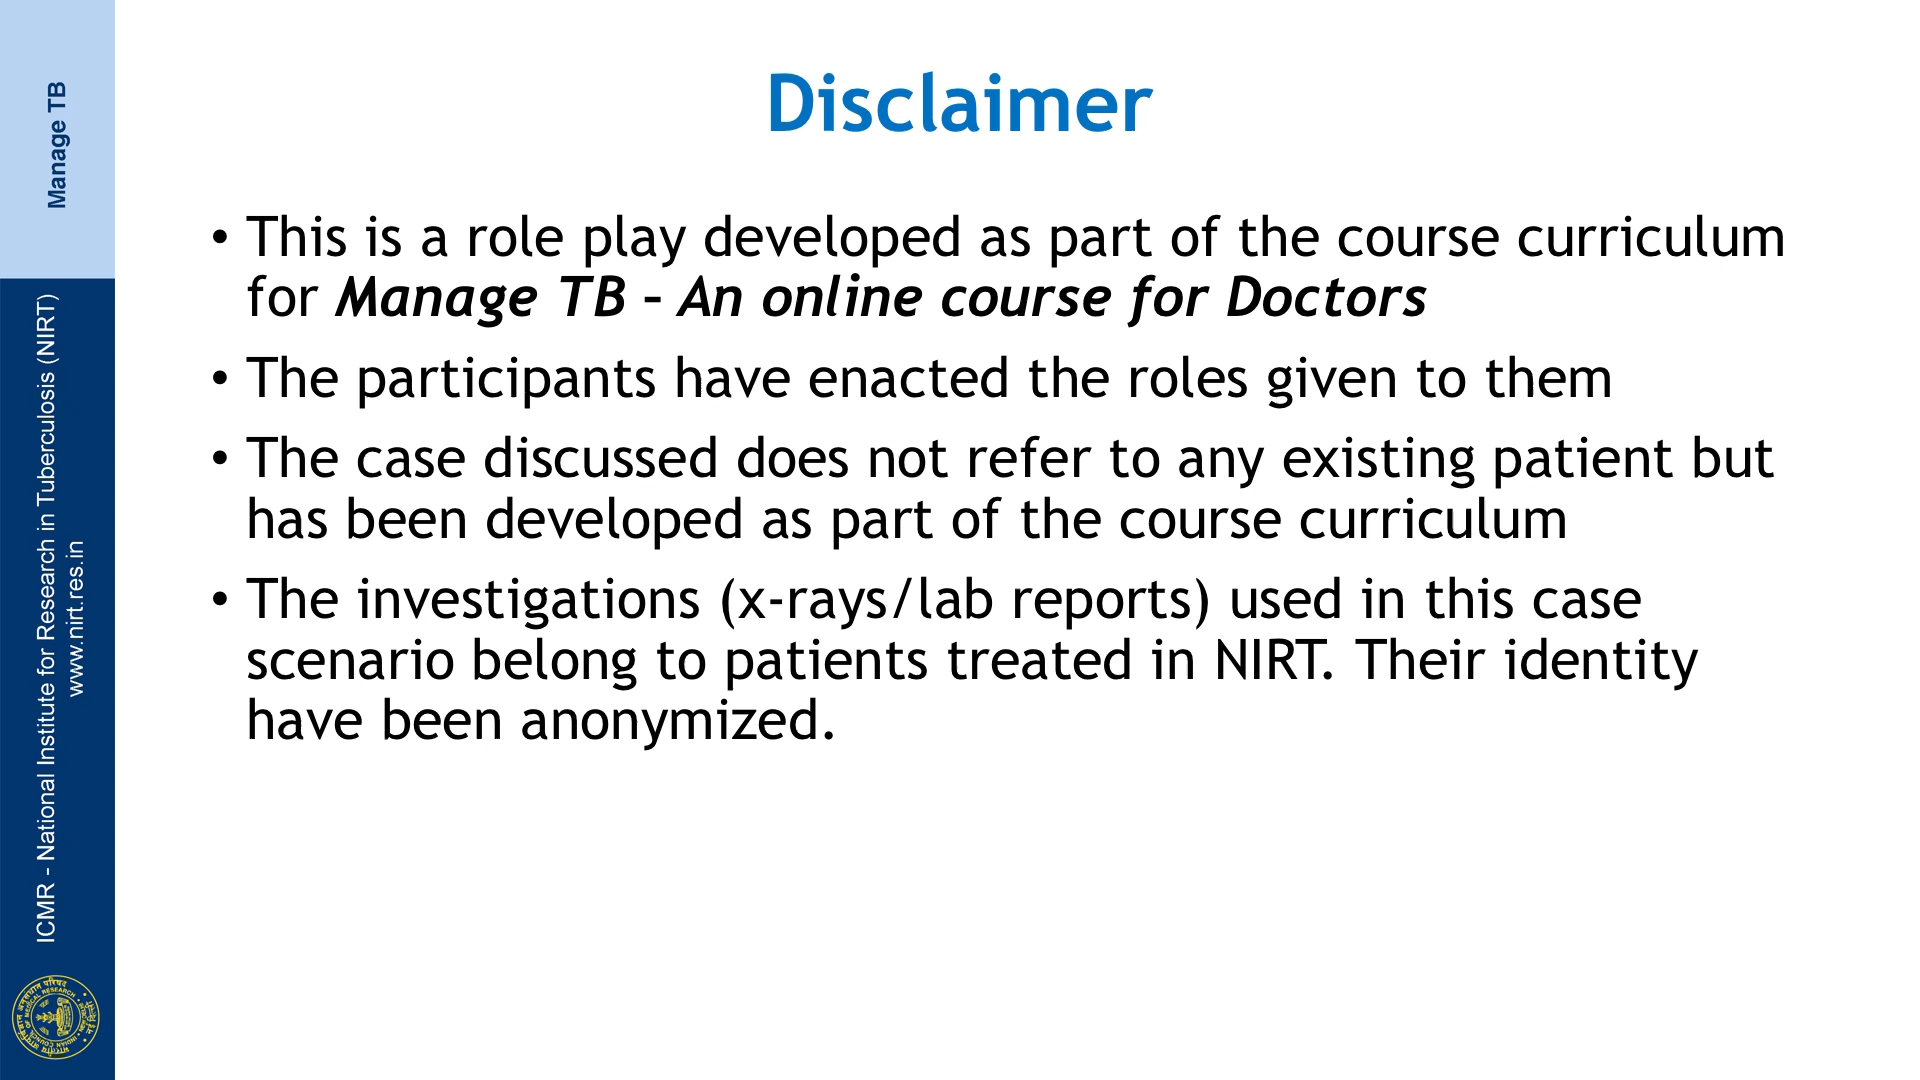 Manage TB
ICMR - National Institute for Research in Tuberculosis (NIRT)
www.nirt.res.in
Disclaimer
• This is a role play developed as part of the course curriculum
for Manage TB – An online course for Doctors
• The participants have enacted the roles given to them
• The case discussed does not refer to any existing patient but
has been developed as part of the course curriculum
• The investigations (x-rays/lab reports) used in this case
scenario belong to patients treated in NIRT. Their identity
have been anonymized.